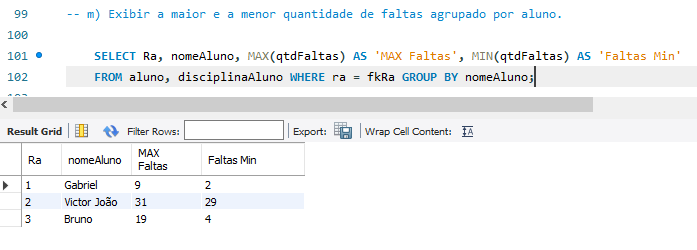 99 -- m) Exibir a maior e a menor quantidade de faltas agrupado por aluno.
100
101 SELECT Ra, nomeAluno, MAX(qtdFaltas) AS 'MAX Faltas', MIN(qtdFaltas) AS 'Faltas Min'
102 FROM aluno, disciplinaAluno WHERE ra = fkRa GROUP BY nomeAluno;
Result Grid Filter Rows: Export: Wrap Cell Content: IA
Ra nomeAluno MAX Faltas Faltas Min
1 Gabriel 9 2
2 Victor João 31 29
3 Bruno 19 4